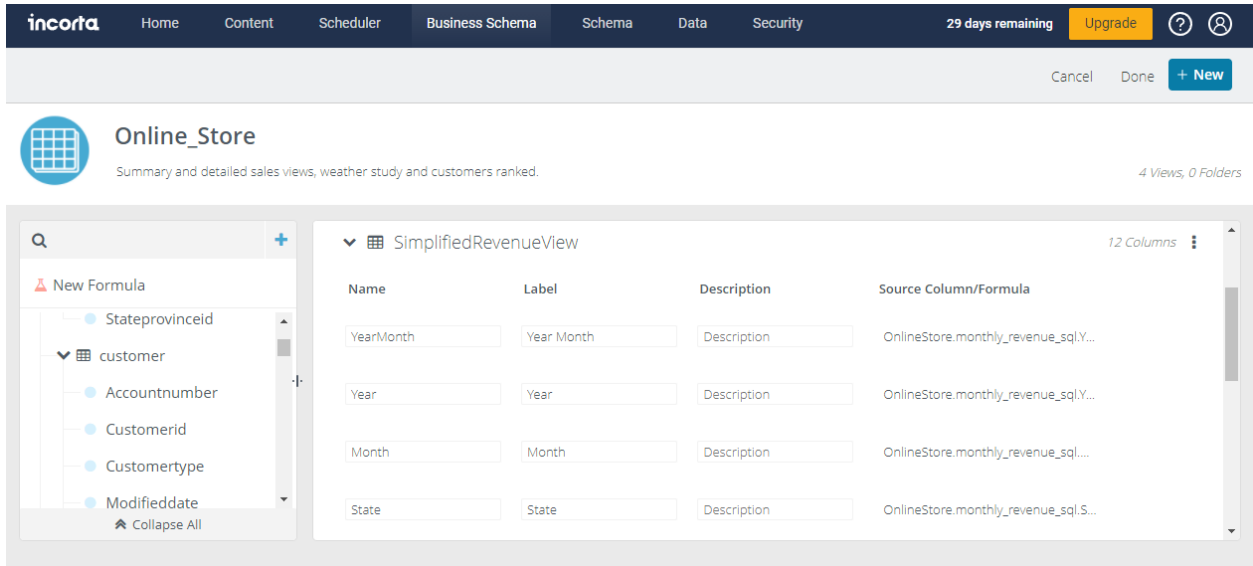 incorta Home Content Scheduler Business Schema Schema Data Security 29 days remaining Upgrade
Cancel Done + New
Online_Store
Summary and detailed sales views, weather study and customers ranked.
4 Views, 0 Folders
New Formula
Stateprovinceid
customer
Accountnumber
Customerid
Customertype
Modifieddate
Collapse All
SimplifiedRevenueView 12 Columns
Name Label Description Source Column/Formula
YearMonth Year Month Description OnlineStore.monthly_revenue_sql.Y...
Year Year Description OnlineStore.monthly_revenue_sql.Y...
Month Month Description OnlineStore.monthly_revenue_sql....
State State Description OnlineStore.monthly_revenue_sql.S...